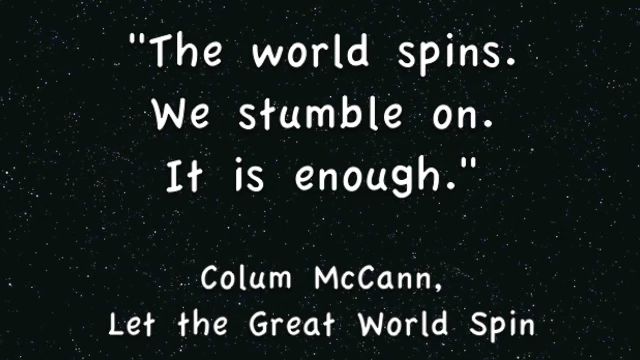 "The world spins.
We stumble on.
It is enough."
Colum McCann,
Let the Great World Spin